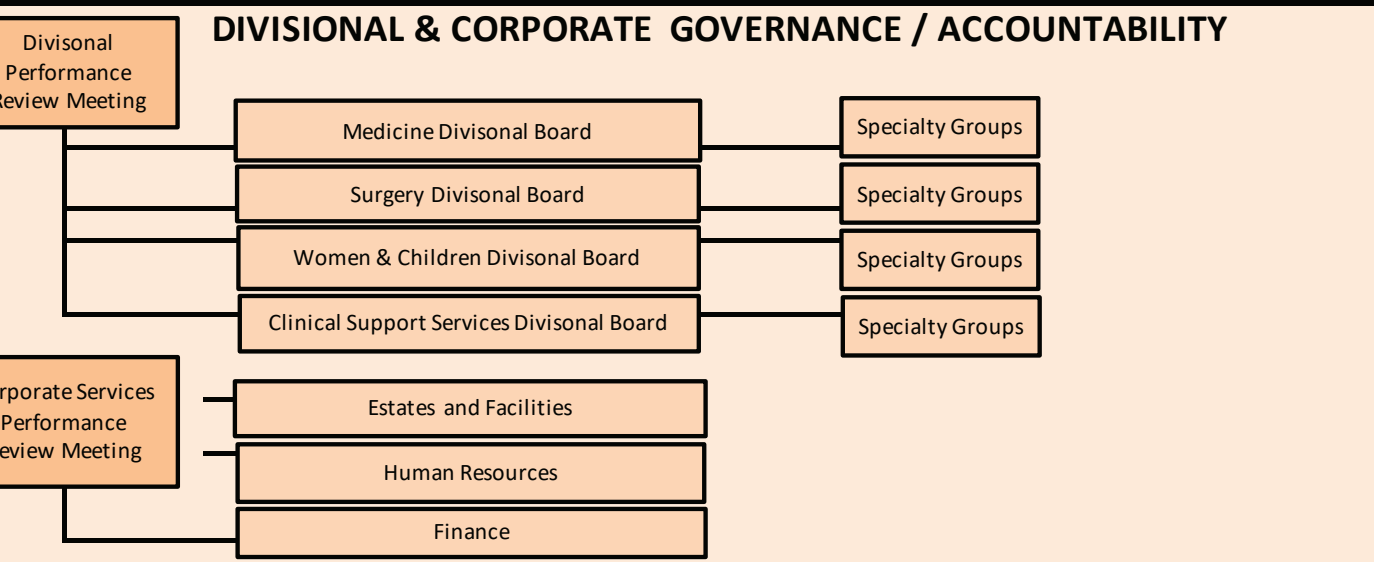 DIVISIONAL & CORPORATE GOVERNANCE / ACCOUNTABILITY
Divisonal
Performance
Review Meeting
Medicine Divisonal Board
Specialty Groups
Surgery Divisonal Board
Specialty Groups
Women & Children Divisonal Board
Specialty Groups
Clinical Support Services Divisonal Board
Specialty Groups
rporate Services
Performance
eview Meeting
Estates and Facilities
Human Resources
Finance